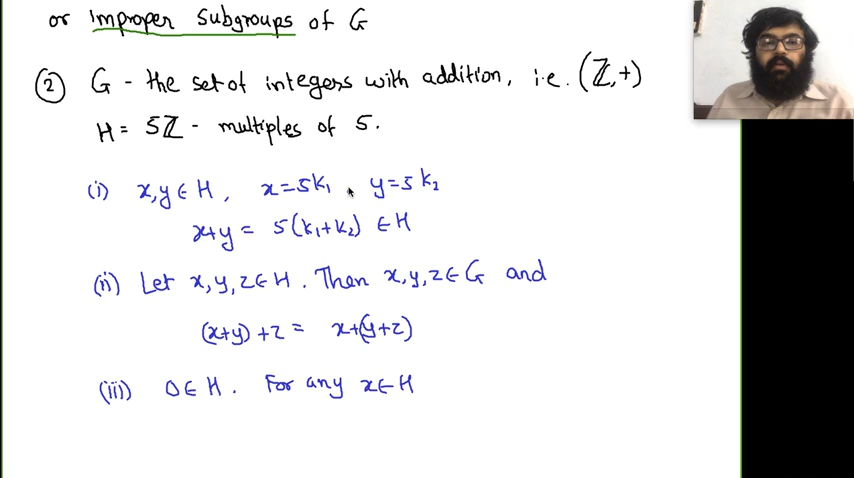 or Improper Subgroups of G
② G - the set of integers with addition, i.e. (ℤ,+)
H = 5ℤ - multiples of 5.
(i) x,y ∈ H, x=5k₁, y=5k₂
x+y = 5(k₁+k₂) ∈ H
(ii) Let x,y,z ∈ H. Then x,y,z ∈ G and
(x+y)+z = x+(y+z)
(iii) 0 ∈ H. For any x ∈ H